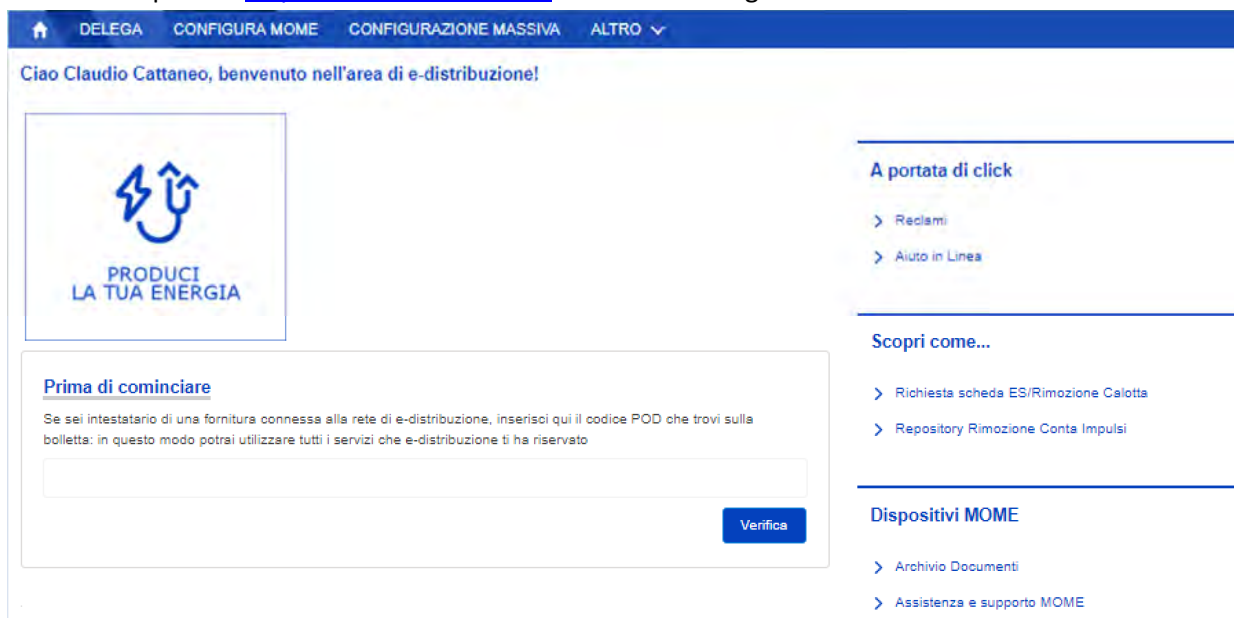 DELEGA CONFIGURA MOME CONFIGURAZIONE MASSIVA ALTRO
Ciao Claudio Cattaneo, benvenuto nell'area di e-distribuzione!
PRODUCI
LA TUA ENERGIA
Prima di cominciare
Se sei intestatario di una fornitura connessa alla rete di e-distribuzione, inserisci qui il codice POD che trovi sulla
bolletta: in questo modo potrai utilizzare tutti i servizi che e-distribuzione ti ha riservato
Verifica
A portata di click
Reclami
Aiuto in Linea
Scopri come...
Richiesta scheda ES/Rimozione Calotta
Repository Rimozione Conta Impulsi
Dispositivi MOME
Archivio Documenti
Assistenza e supporto MOME